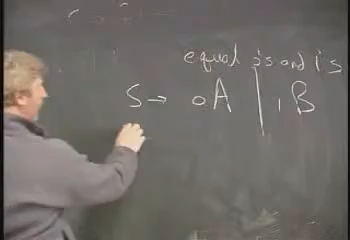 equal 0's and 1's
S → 0A | 1B